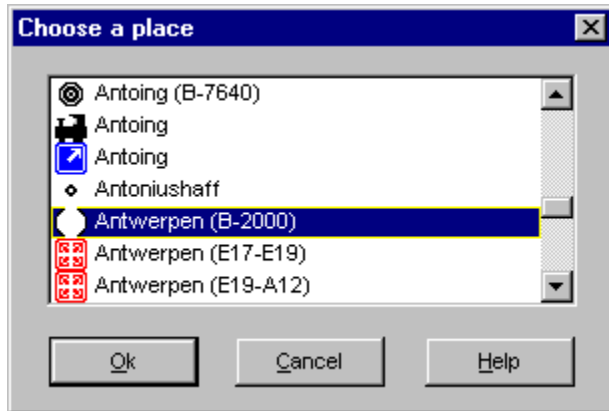 Choose a place
Antoing (B-7640)
Antoing
Antoing
Antoniushaff
Antwerpen (B-2000)
Antwerpen (E17-E19)
Antwerpen (E19-A12)
Ok Cancel Help